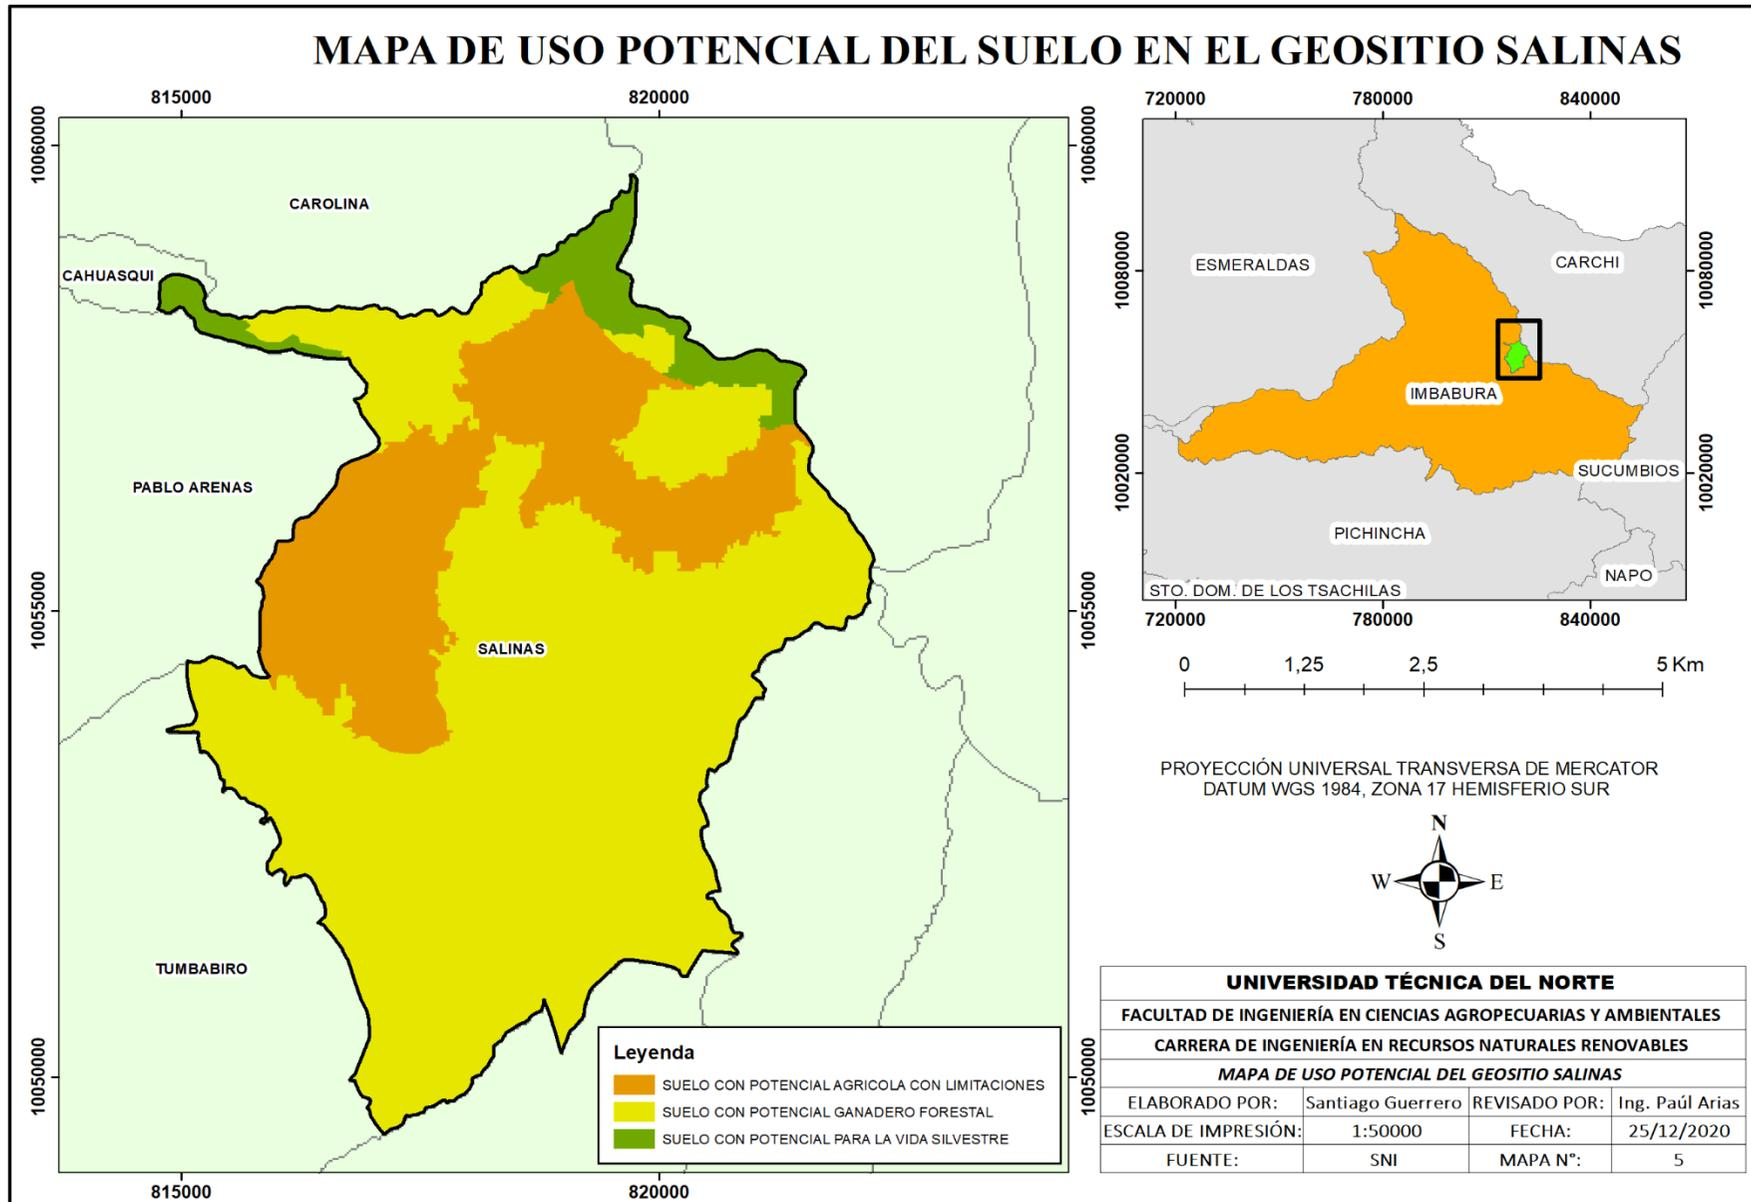 MAPA DE USO POTENCIAL DEL SUELO EN EL GEOSITIO SALINAS
815000
820000
10060000
10055000
10050000
10060000
10055000
10050000
CAROLINA
CAHUASQUI
PABLO ARENAS
SALINAS
TUMBABIRO
815000
820000
Leyenda
SUELO CON POTENCIAL AGRICOLA CON LIMITACIONES
SUELO CON POTENCIAL GANADERO FORESTAL
SUELO CON POTENCIAL PARA LA VIDA SILVESTRE
720000
780000
840000
10080000
10020000
10080000
10020000
ESMERALDAS
CARCHI
IMBABURA
SUCUMBIOS
PICHINCHA
NAPO
STO. DOM. DE LOS TSACHILAS
720000
780000
840000
0 1,25 2,5 5 Km
PROYECCIÓN UNIVERSAL TRANSVERSA DE MERCATOR
DATUM WGS 1984, ZONA 17 HEMISFERIO SUR
N
W E
S
UNIVERSIDAD TÉCNICA DEL NORTE
FACULTAD DE INGENIERÍA EN CIENCIAS AGROPECUARIAS Y AMBIENTALES
CARRERA DE INGENIERÍA EN RECURSOS NATURALES RENOVABLES
MAPA DE USO POTENCIAL DEL GEOSITIO SALINAS
ELABORADO POR: Santiago Guerrero REVISADO POR: Ing. Paúl Arias
ESCALA DE IMPRESIÓN: 1:50000 FECHA: 25/12/2020
FUENTE: SNI MAPA N°: 5